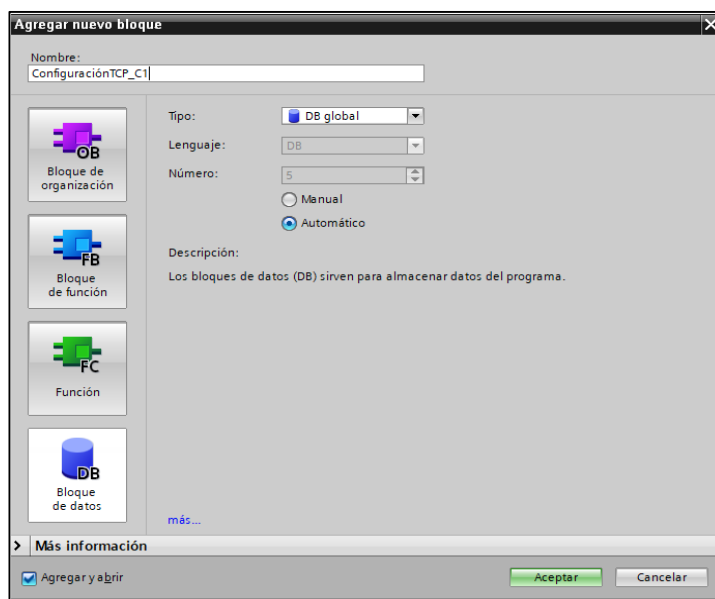 Agregar nuevo bloque
Nombre:
ConfiguraciónTCP_C1
OB
Bloque de
organización
FB
Bloque
de función
FC
Función
DB
Bloque
de datos
Tipo:
DB global
Lenguaje:
DB
Número:
5
Manual
Automático
Descripción:
Los bloques de datos (DB) sirven para almacenar datos del programa.
más...
Más información
Agregar y abrir
Aceptar
Cancelar